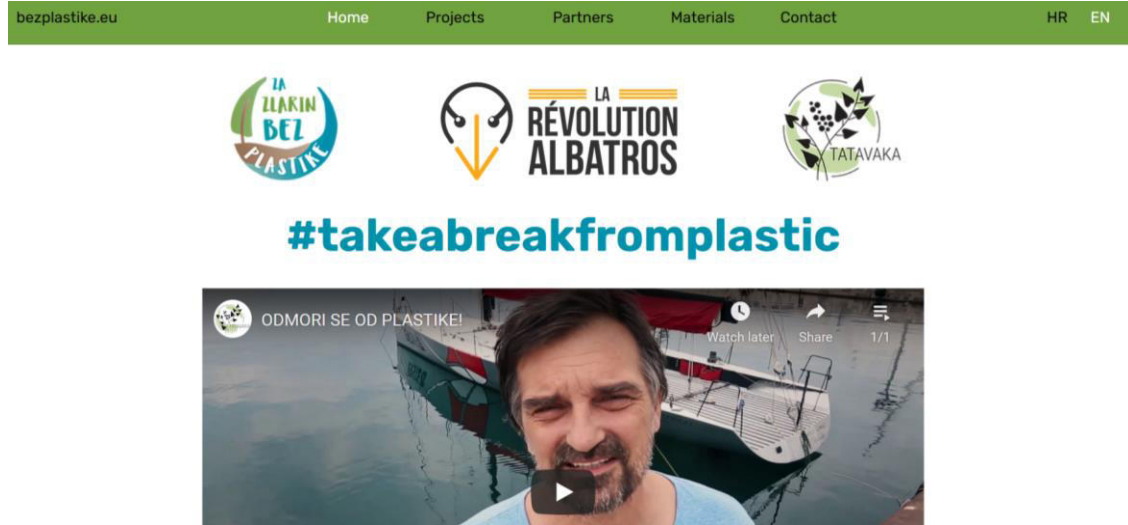 bezplastike.eu Home Projects Partners Materials Contact HR EN
ZA
ZLARIN
BEZ
PLASTIKE
LA
RÉVOLUTION
ALBATROS
TATAVAKA
#takeabreakfromplastic
ODMORI SE OD PLASTIKE!
Watch later Share 1/1